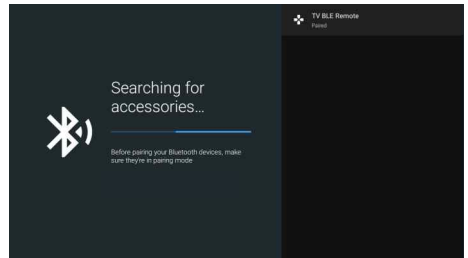 Searching for
accessories...
Before pairing your Bluetooth devices, make
sure they're in pairing mode
TV BLE Remote
Paired